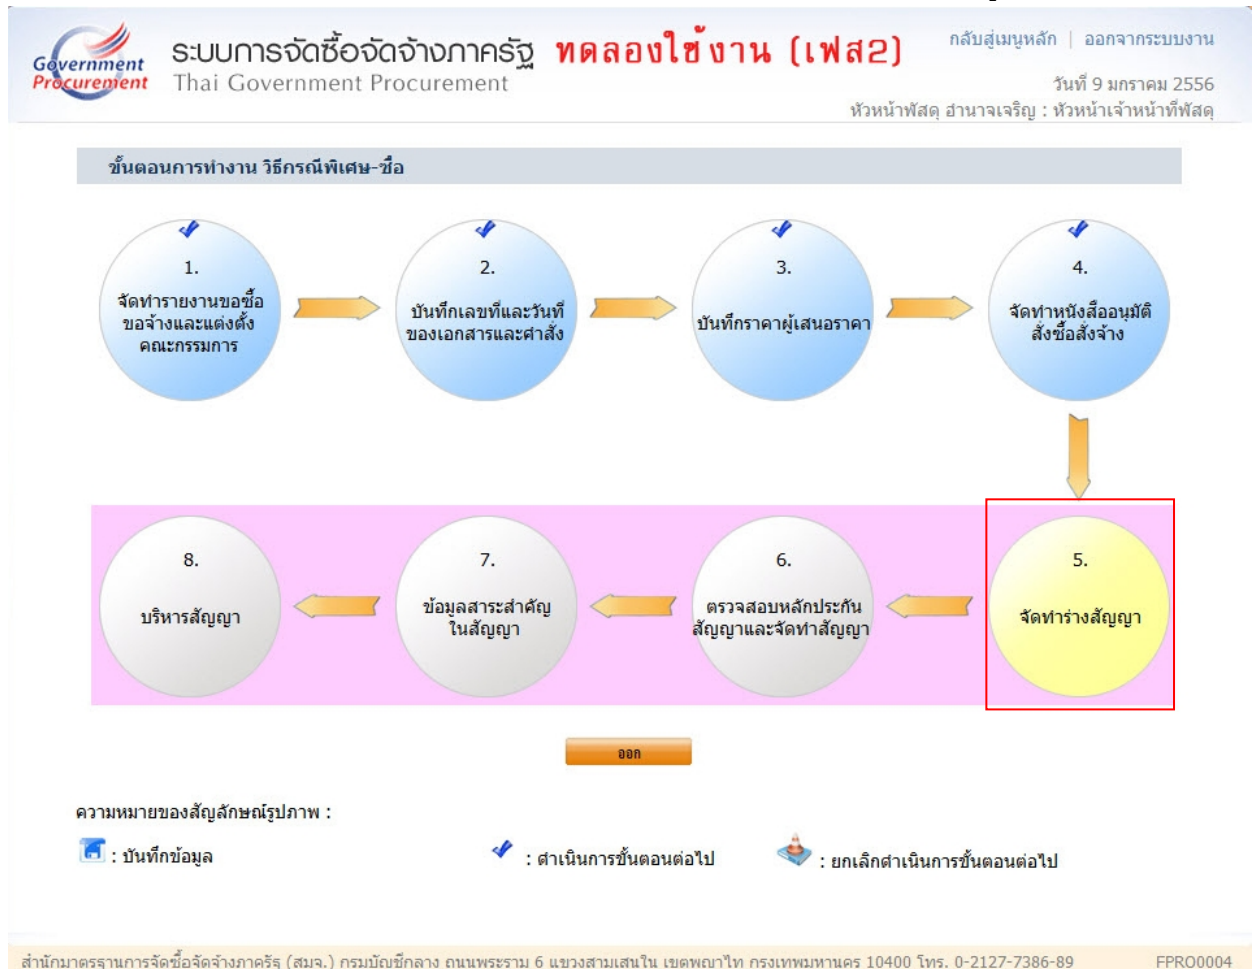 Government
Procurement
ระบบการจัดซื้อจัดจ้างภาครัฐ ทดลองใช้งาน (เฟส2)
Thai Government Procurement
กลับสู่เมนูหลัก | ออกจากระบบงาน
วันที่ 9 มกราคม 2556
หัวหน้าพัสดุ อำนาจเจริญ : หัวหน้าเจ้าหน้าที่พัสดุ
ขั้นตอนการทำงาน วิธีกรณีพิเศษ-ซื้อ
1.
จัดทำรายงานขอซื้อ
ขอจ้างและแต่งตั้ง
คณะกรรมการ
2.
บันทึกเลขที่และวันที่
ของเอกสารและคำสั่ง
3.
บันทึกราคาผู้เสนอราคา
4.
จัดทำหนังสืออนุมัติ
สั่งซื้อสั่งจ้าง
5.
จัดทำร่างสัญญา
6.
ตรวจสอบหลักประกัน
สัญญาและจัดทำสัญญา
7.
ข้อมูลสาระสำคัญ
ในสัญญา
8.
บริหารสัญญา
ออก
ความหมายของสัญลักษณ์รูปภาพ :
: บันทึกข้อมูล
: ดำเนินการขั้นตอนต่อไป
: ยกเลิกดำเนินการขั้นตอนต่อไป
สำนักมาตรฐานการจัดซื้อจัดจ้างภาครัฐ (สมจ.) กรมบัญชีกลาง ถนนพระราม 6 แขวงสามเสนใน เขตพญาไท กรุงเทพมหานคร 10400 โทร. 0-2127-7386-89 FPRO0004